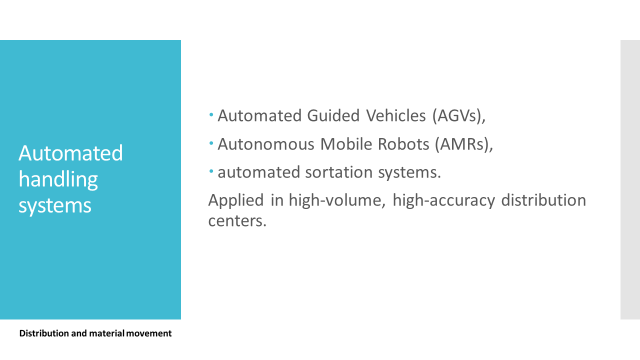 Automated
handling
systems
• Automated Guided Vehicles (AGVs),
• Autonomous Mobile Robots (AMRs),
• automated sortation systems.
Applied in high-volume, high-accuracy distribution
centers.
Distribution and material movement